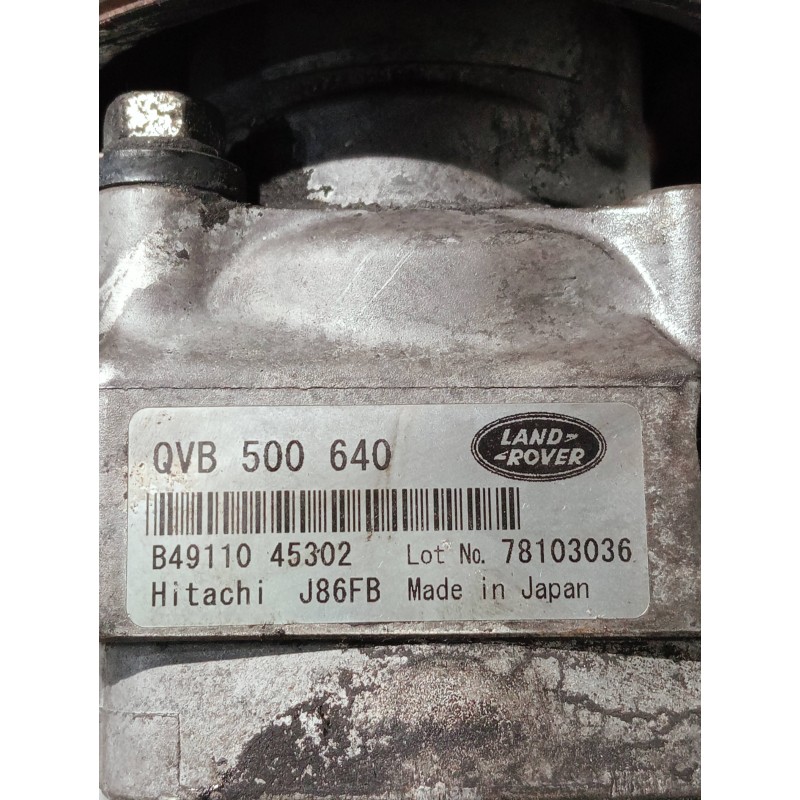 QVB 500 640
LAND
ROVER
B49110 45302 Lot No. 78103036
Hitachi J86FB Made in Japan